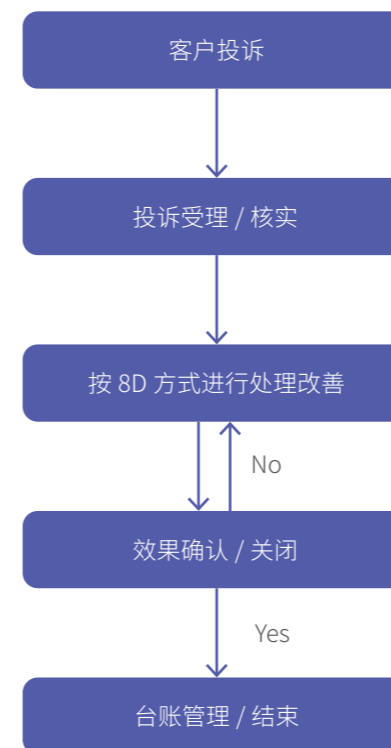 客户投诉
投诉受理 / 核实
按 8D 方式进行处理改善
No
效果确认 / 关闭
Yes
台账管理 / 结束